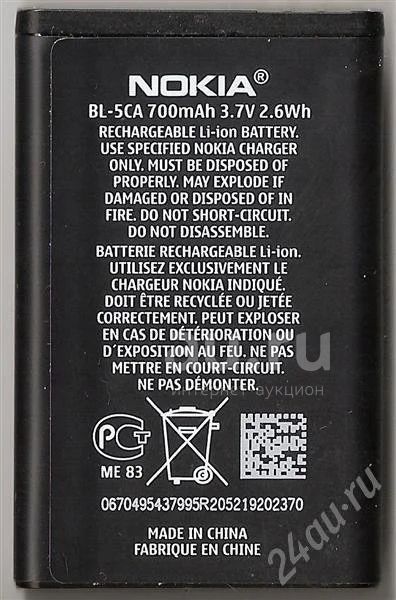 NOKIA®
BL-5CA 700mAh 3.7V 2.6Wh
RECHARGEABLE Li-ion BATTERY.
USE SPECIFIED NOKIA CHARGER
ONLY. MUST BE DISPOSED OF
PROPERLY. MAY EXPLODE IF
DAMAGED OR DISPOSED OF IN
FIRE. DO NOT SHORT-CIRCUIT.
DO NOT DISASSEMBLE.
BATTERIE RECHARGEABLE Li-ion.
UTILISEZ EXCLUSIVEMENT LE
CHARGEUR NOKIA INDIQUÉ.
DOIT ÊTRE RECYCLÉE OU JETÉE
CORRECTEMENT. PEUT EXPLOSER
EN CAS DE DÉTÉRIORATION OU
D´EXPOSITION AU FEU. NE PAS
METTRE EN COURT-CIRCUIT.
NE PAS DÉMONTER.
.ru
интернет аукцион
РСТ
ME 83
0670495437995R205219202370
MADE IN CHINA
FABRIQUE EN CHINE
24au.ru